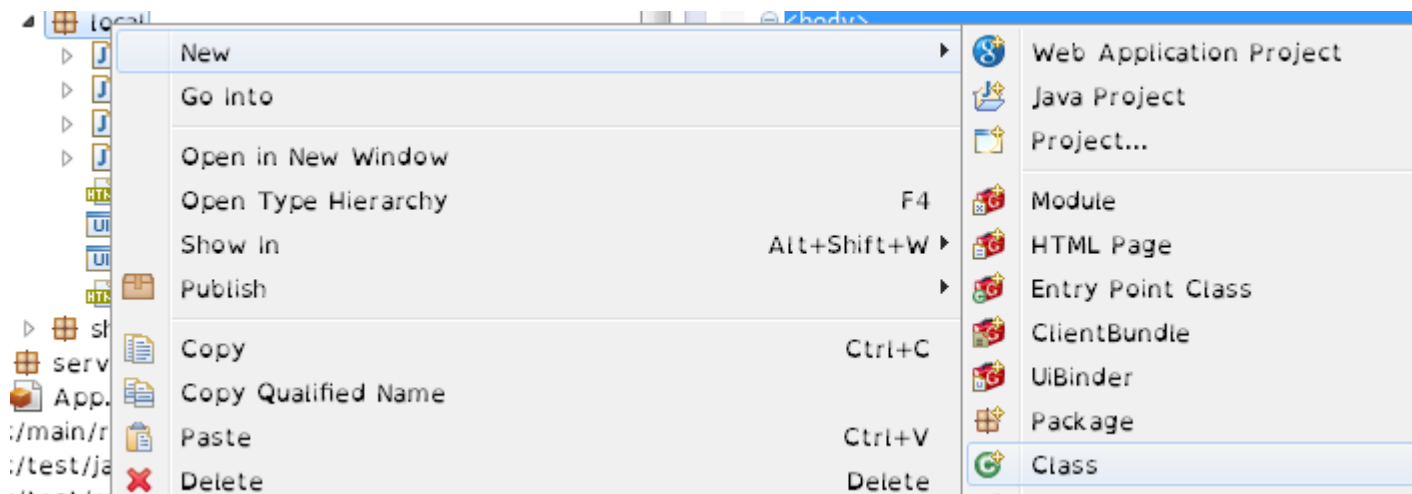 local
<body>
New
Go Into
Open in New Window
Open Type Hierarchy F4
Show In Alt+Shift+W
Publish
Copy Ctrl+C
Copy Qualified Name
Paste Ctrl+V
Delete Delete
Web Application Project
Java Project
Project...
Module
HTML Page
Entry Point Class
ClientBundle
UiBinder
Package
Class
sh
serv
App.
:/main/r
:/test/ja